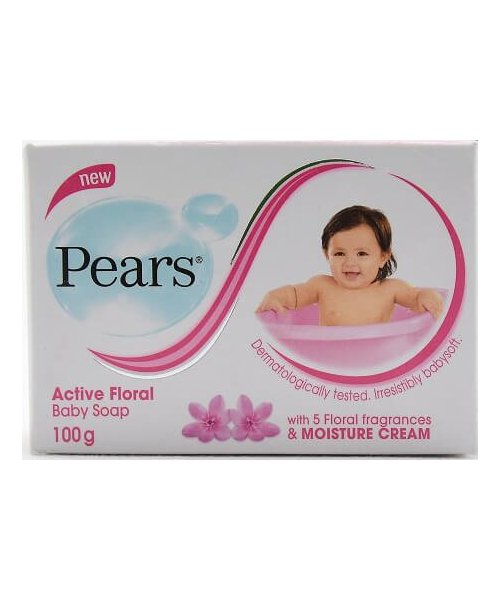 new
Pears®
Dermatologically tested. Irresistibly babysoft.
Active Floral
Baby Soap
100g
with 5 Floral fragrances
& MOISTURE CREAM